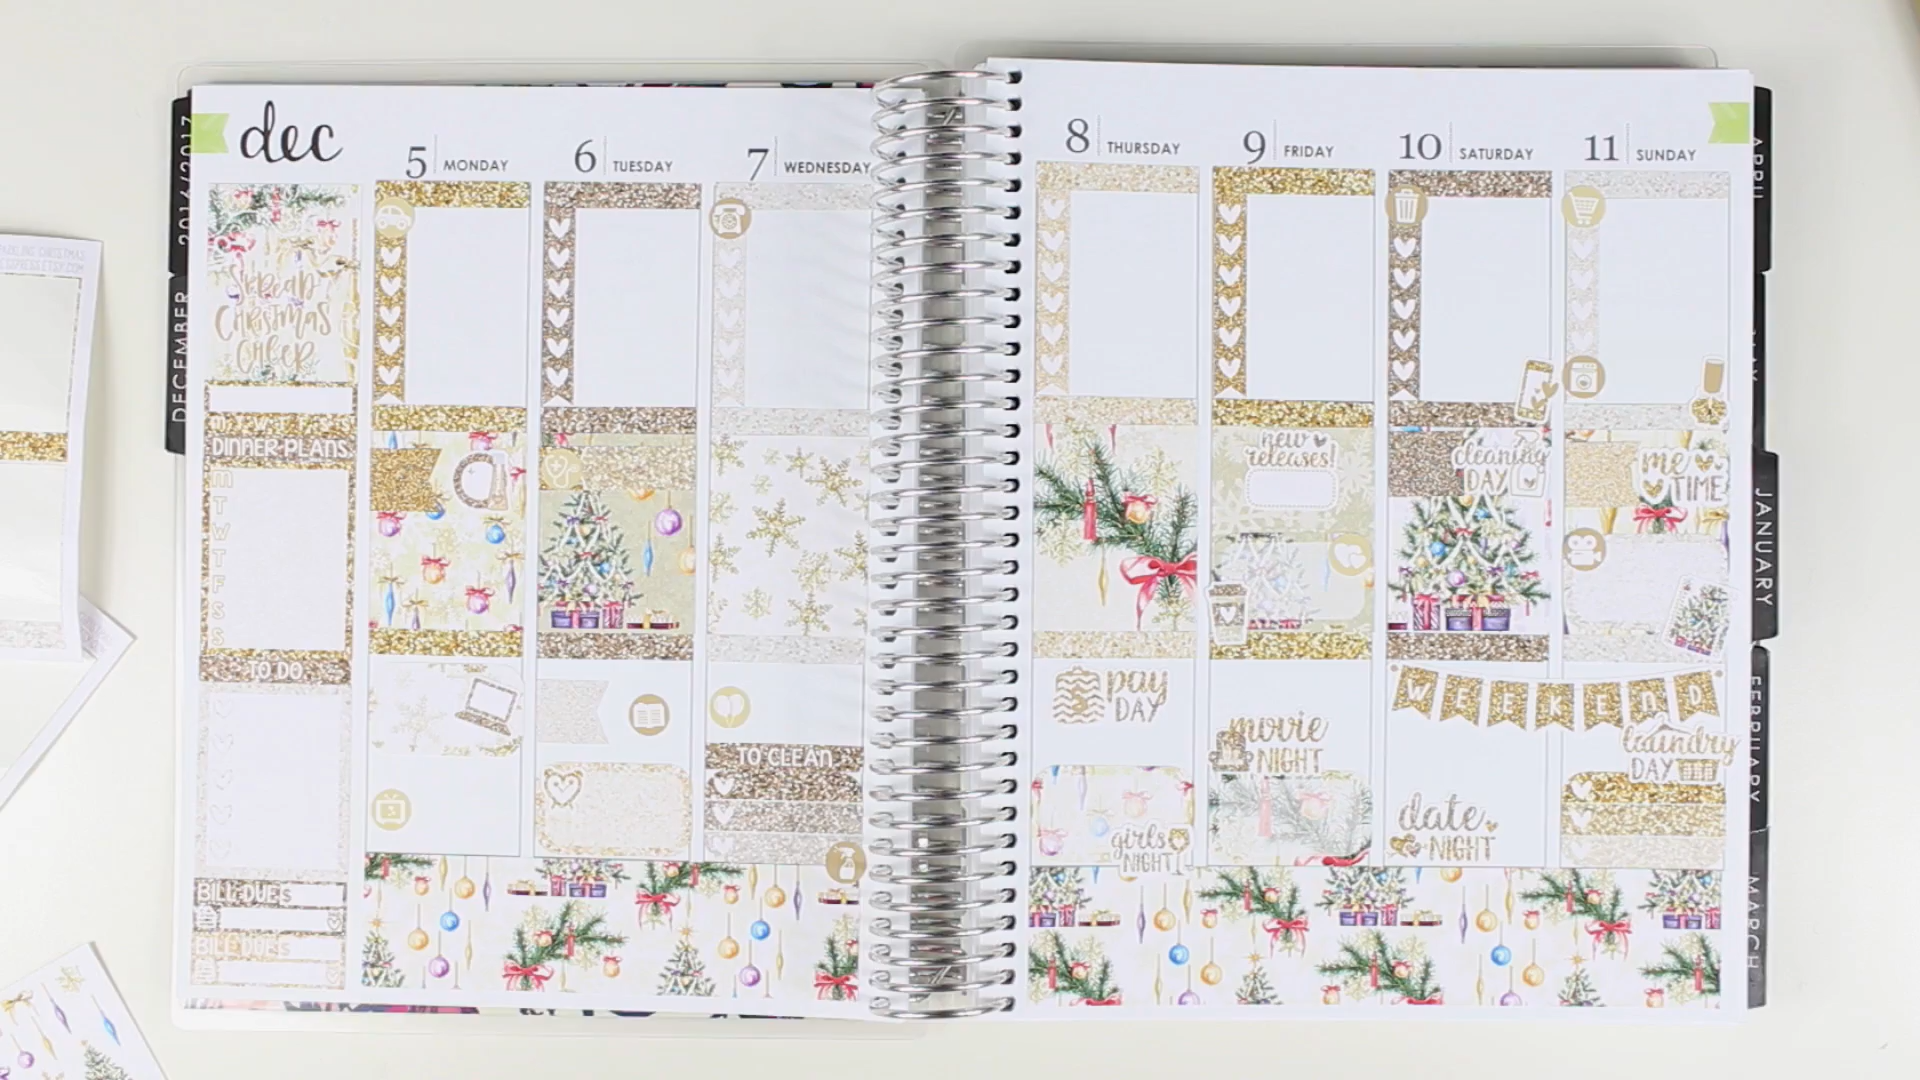 dec
5 MONDAY
6 TUESDAY
7 WEDNESDAY
8 THURSDAY
9 FRIDAY
10 SATURDAY
11 SUNDAY
2016/2017
DECEMBER
SPREAD
CHRISTMAS
CHEER
DINNER PLANS
m
T
W
T
F
S
S
TO DO
BILL DUES
BILL DUES
TO CLEAN
new
releases!
cleaning
DAY
me
TIME
pay
DAY
movie
NIGHT
girls
NIGHT
WEEKEND
date
NIGHT
laundry
DAY
APRIL
JANUARY
FEBRUARY
MARCH